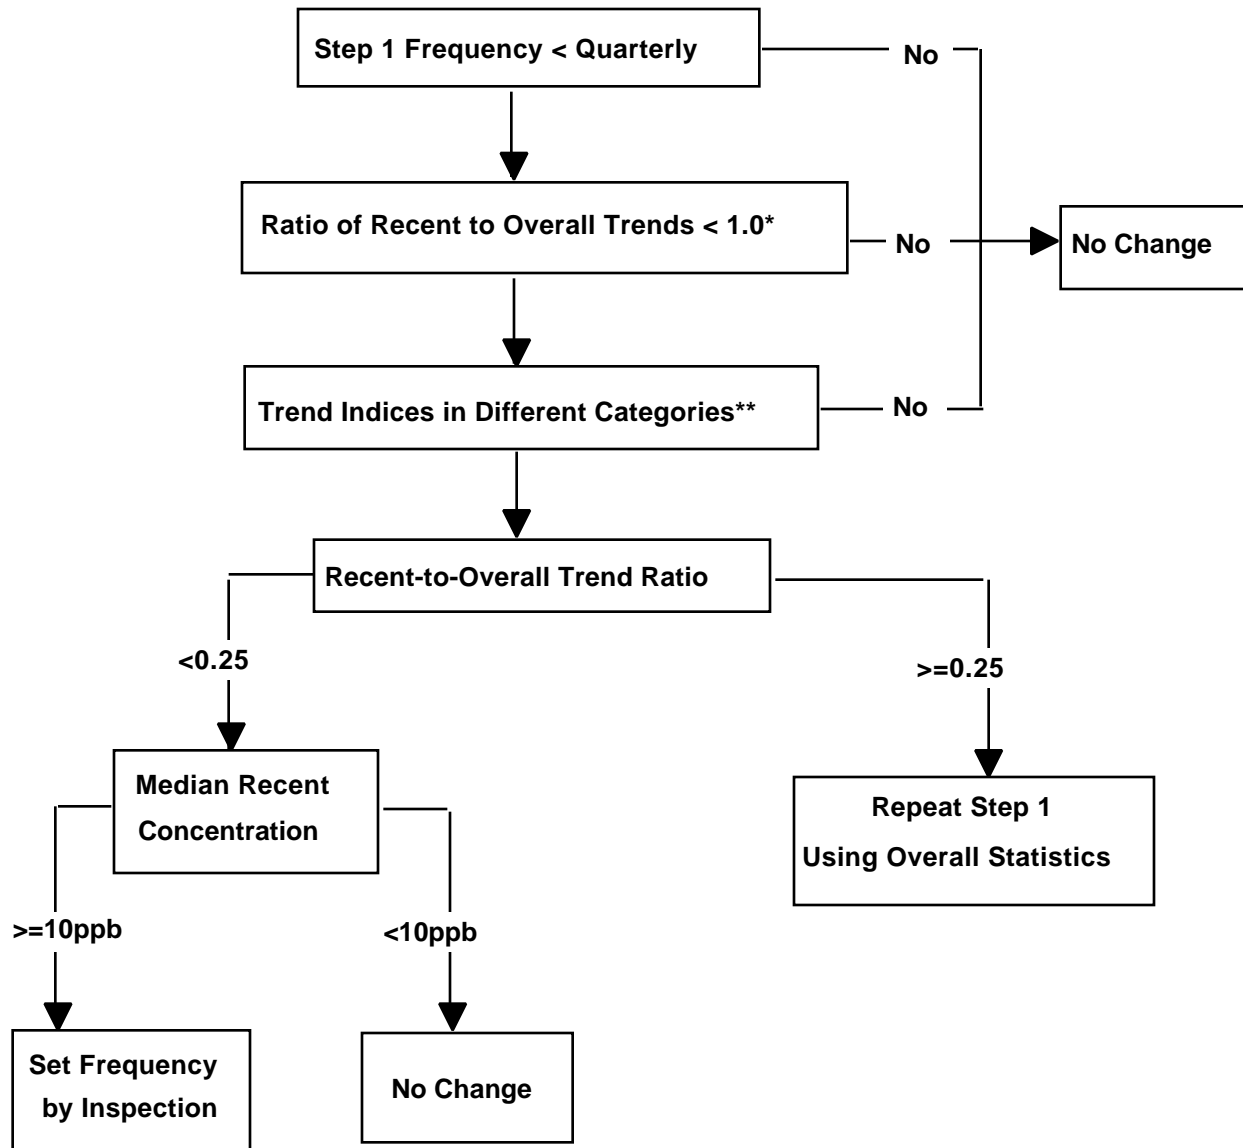 Step 1 Frequency < Quarterly
No
Ratio of Recent to Overall Trends < 1.0*
No
No Change
Trend Indices in Different Categories**
No
Recent-to-Overall Trend Ratio
<0.25
>=0.25
Median Recent
Concentration
Repeat Step 1
Using Overall Statistics
>=10ppb
<10ppb
Set Frequency
by Inspection
No Change